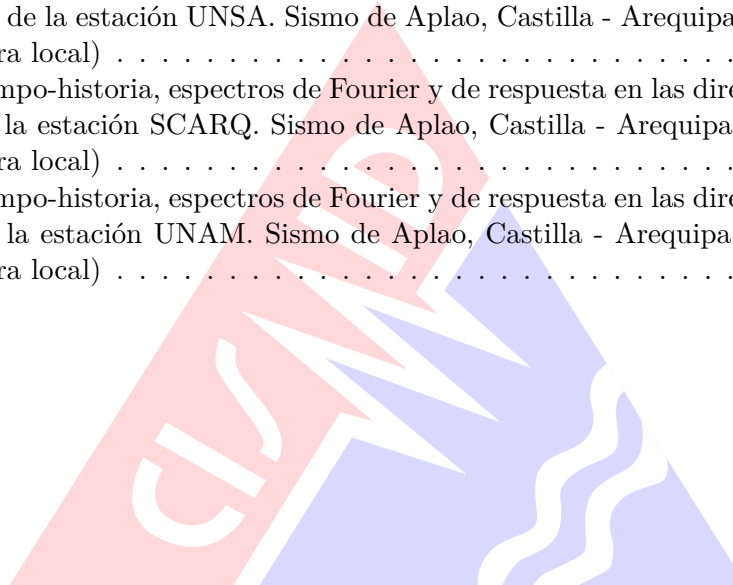 de la estación UNSA. Sismo de Aplao, Castilla - Arequipa
ra local) . . . . . . . . . . . . . . . . . . . . . . . . . . . . .
mpo-historia, espectros de Fourier y de respuesta en las dire
la estación SCARQ. Sismo de Aplao, Castilla - Arequipa
ra local) . . . . . . . . . . . . . . . . . . . . . . . . . . . . .
mpo-historia, espectros de Fourier y de respuesta en las dire
la estación UNAM. Sismo de Aplao, Castilla - Arequipa
ra local) . . . . . . . . . . . . . . . . . . . . . . . . . . . . .
CISMID